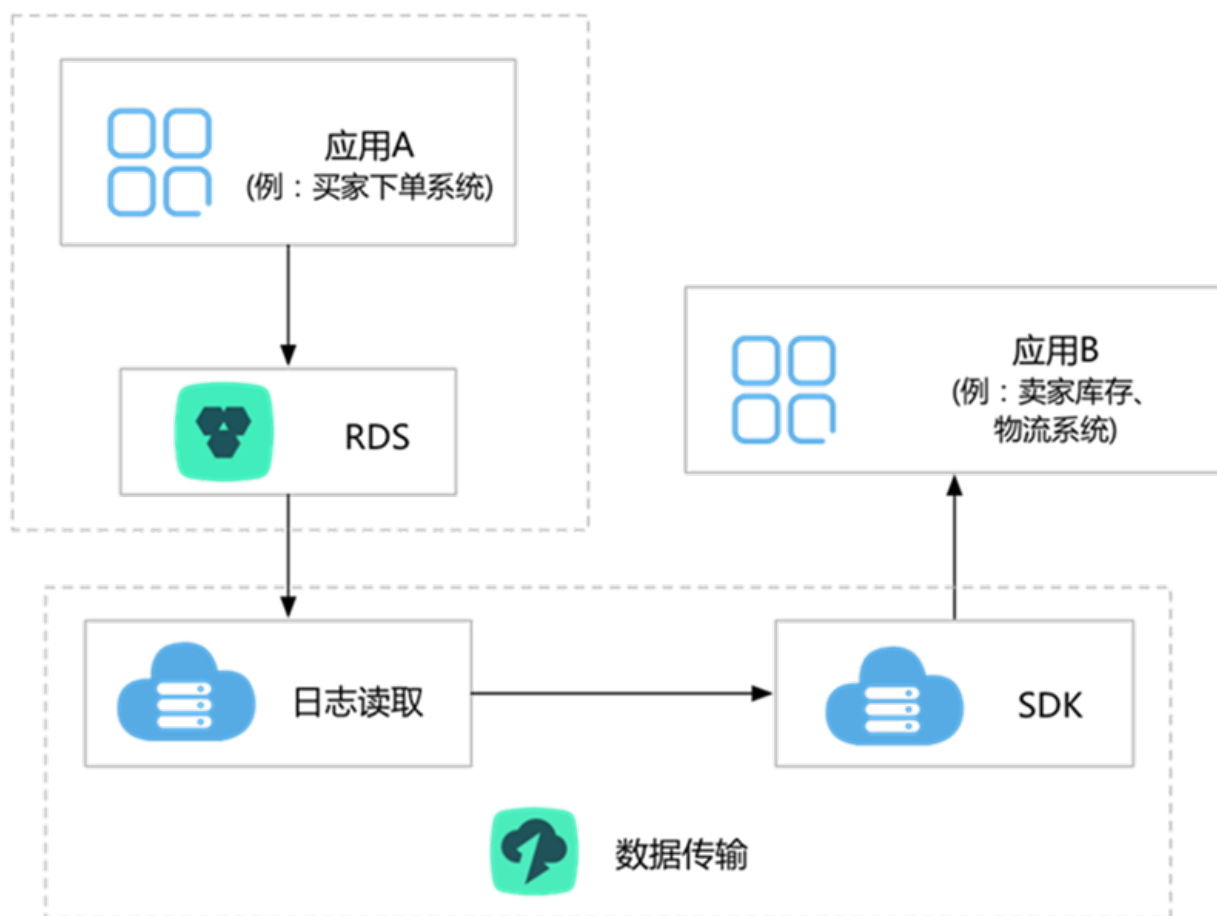 应用A
(例：买家下单系统)
RDS
应用B
(例：卖家库存、
物流系统)
日志读取
SDK
数据传输